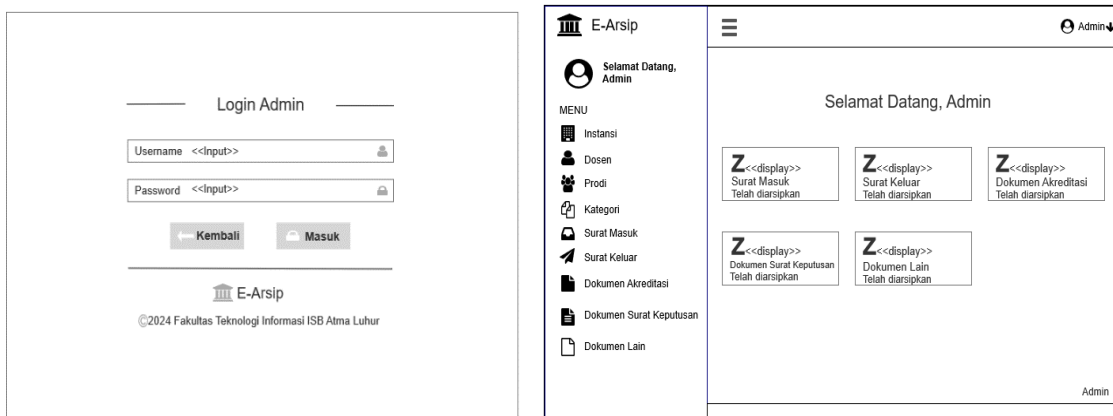 Login Admin
Username <<Input>>
Password <<Input>>
Kembali
Masuk
E-Arsip
©2024 Fakultas Teknologi Informasi ISB Atma Luhur
E-Arsip
Admin
Selamat Datang,
Admin
MENU
Instansi
Dosen
Prodi
Kategori
Surat Masuk
Surat Keluar
Dokumen Akreditasi
Dokumen Surat Keputusan
Dokumen Lain
Selamat Datang, Admin
Z<<display>>
Surat Masuk
Telah diarsipkan
Z<<display>>
Surat Keluar
Telah diarsipkan
Z<<display>>
Dokumen Akreditasi
Telah diarsipkan
Z<<display>>
Dokumen Surat Keputusan
Telah diarsipkan
Z<<display>>
Dokumen Lain
Telah diarsipkan
Admin